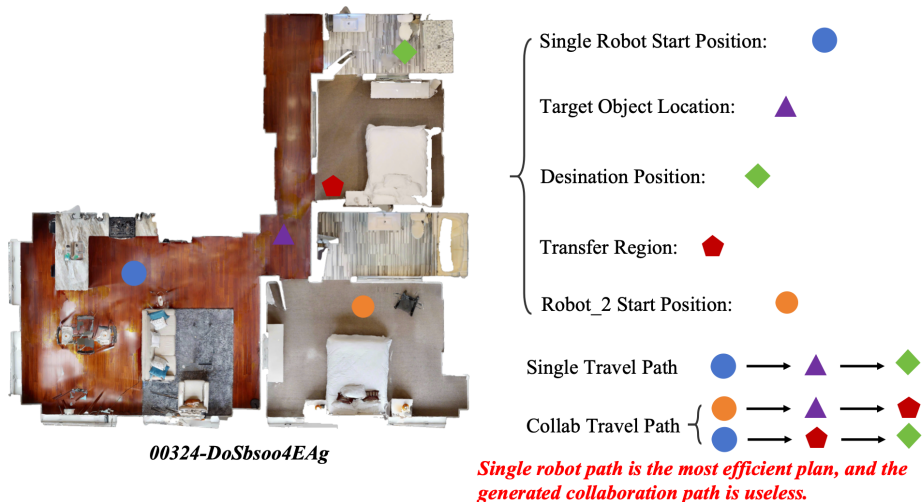 Single Robot Start Position:
Target Object Location:
Desination Position:
Transfer Region:
Robot_2 Start Position:
Single Travel Path
Collab Travel Path
00324-DoSbsoo4EAg
Single robot path is the most efficient plan, and the
generated collaboration path is useless.